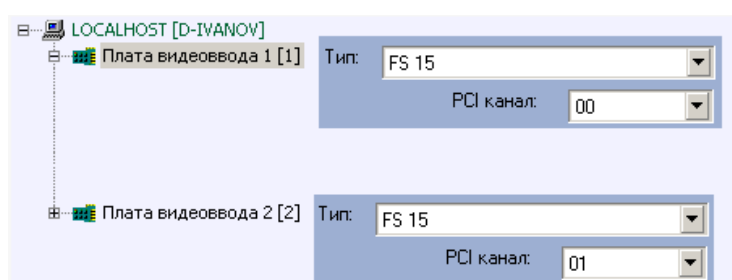 LOCALHOST [D-IVANOV]
Плата видеоввода 1 [1]
Тип: FS 15
PCI канал: 00
Плата видеоввода 2 [2]
Тип: FS 15
PCI канал: 01